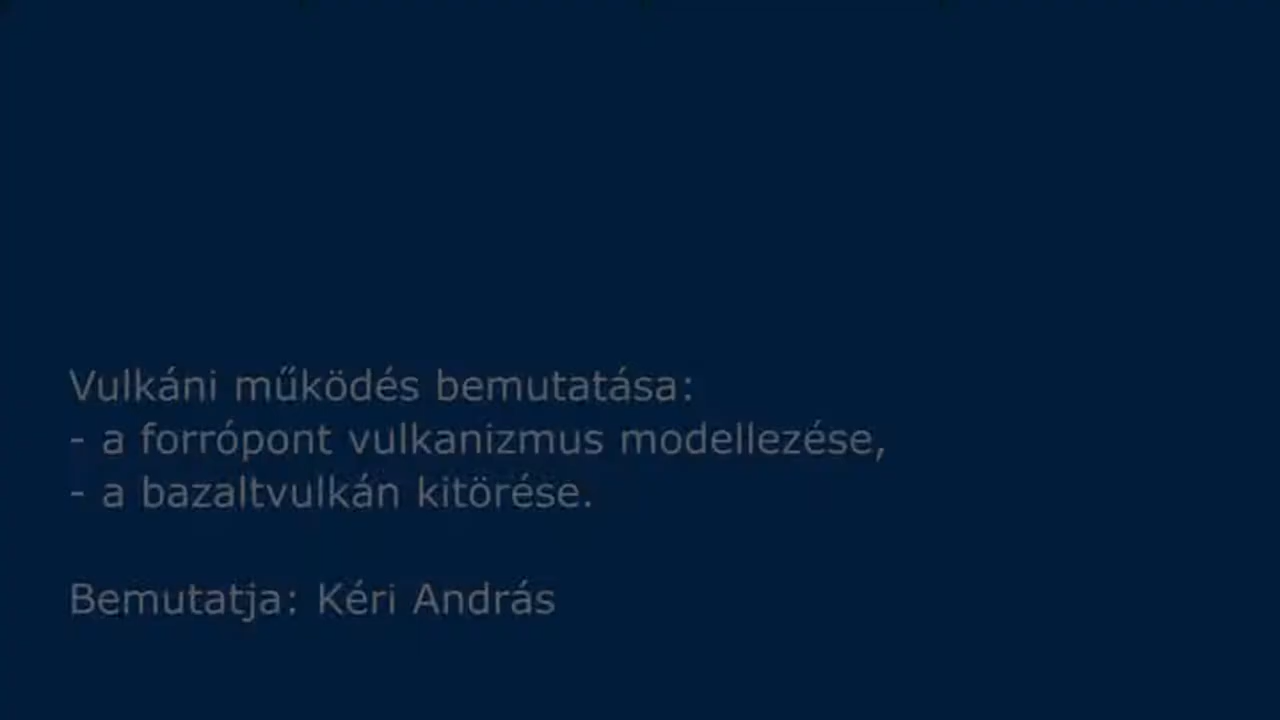 Vulkáni működés bemutatása:
- a forrópont vulkanizmus modellezése,
- a bazaltvulkán kitörése.
Bemutatja: Kéri András